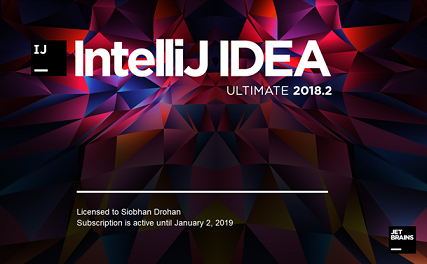 IJ
IntelliJ IDEA
ULTIMATE 2018.2
Licensed to Siobhan Drohan
Subscription is active until January 2, 2019
JET
BRAINS